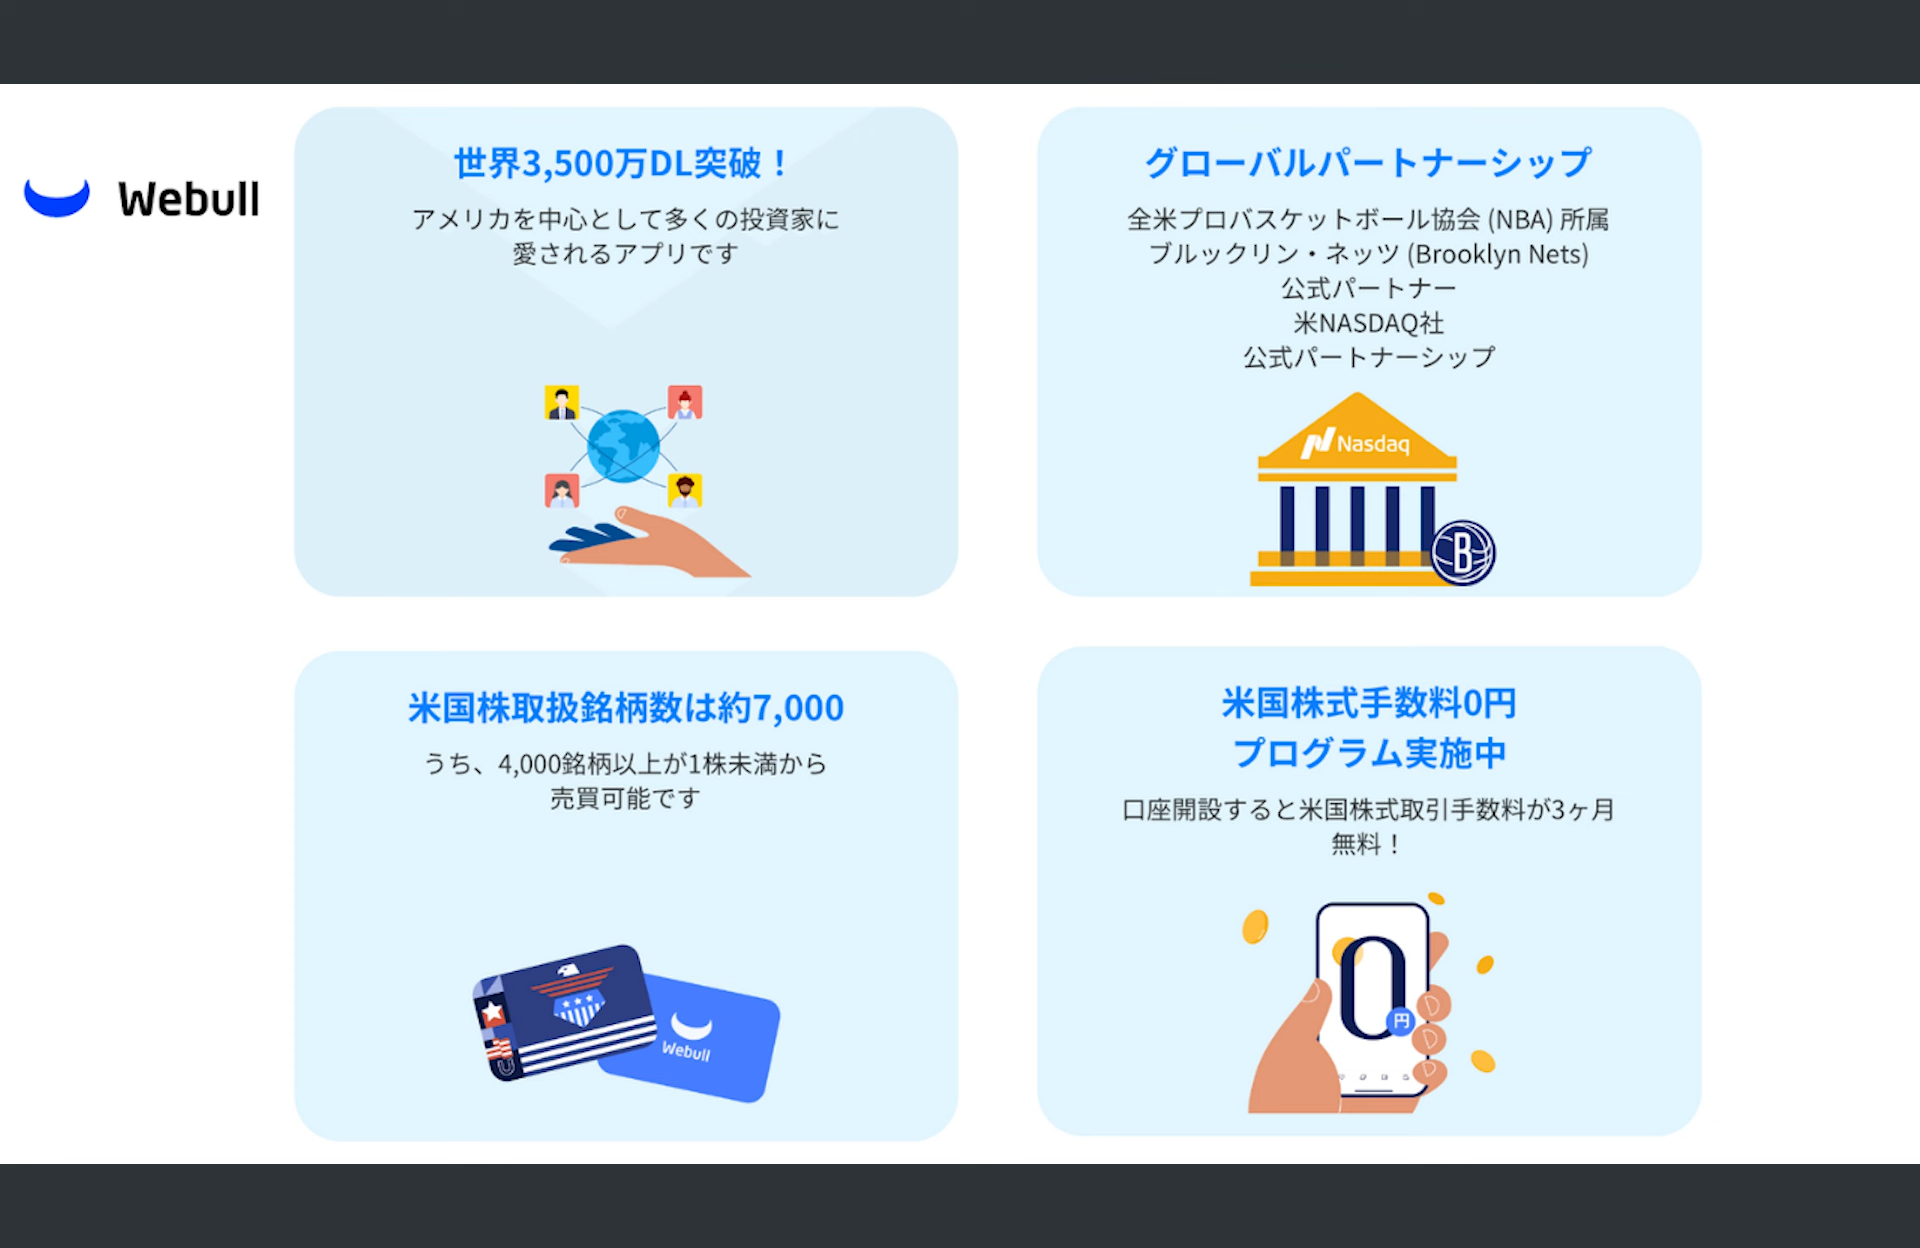 Webull
世界3,500万DL突破！
アメリカを中心として多くの投資家に
愛されるアプリです
グローバルパートナーシップ
全米プロバスケットボール協会 (NBA) 所属
ブルックリン・ネッツ (Brooklyn Nets)
公式パートナー
米NASDAQ社
公式パートナーシップ
Nasdaq
B
米国株取扱銘柄数は約7,000
うち、4,000銘柄以上が1株未満から
売買可能です
Webull
米国株式手数料0円
プログラム実施中
口座開設すると米国株式取引手数料が3ヶ月
無料！
0
円